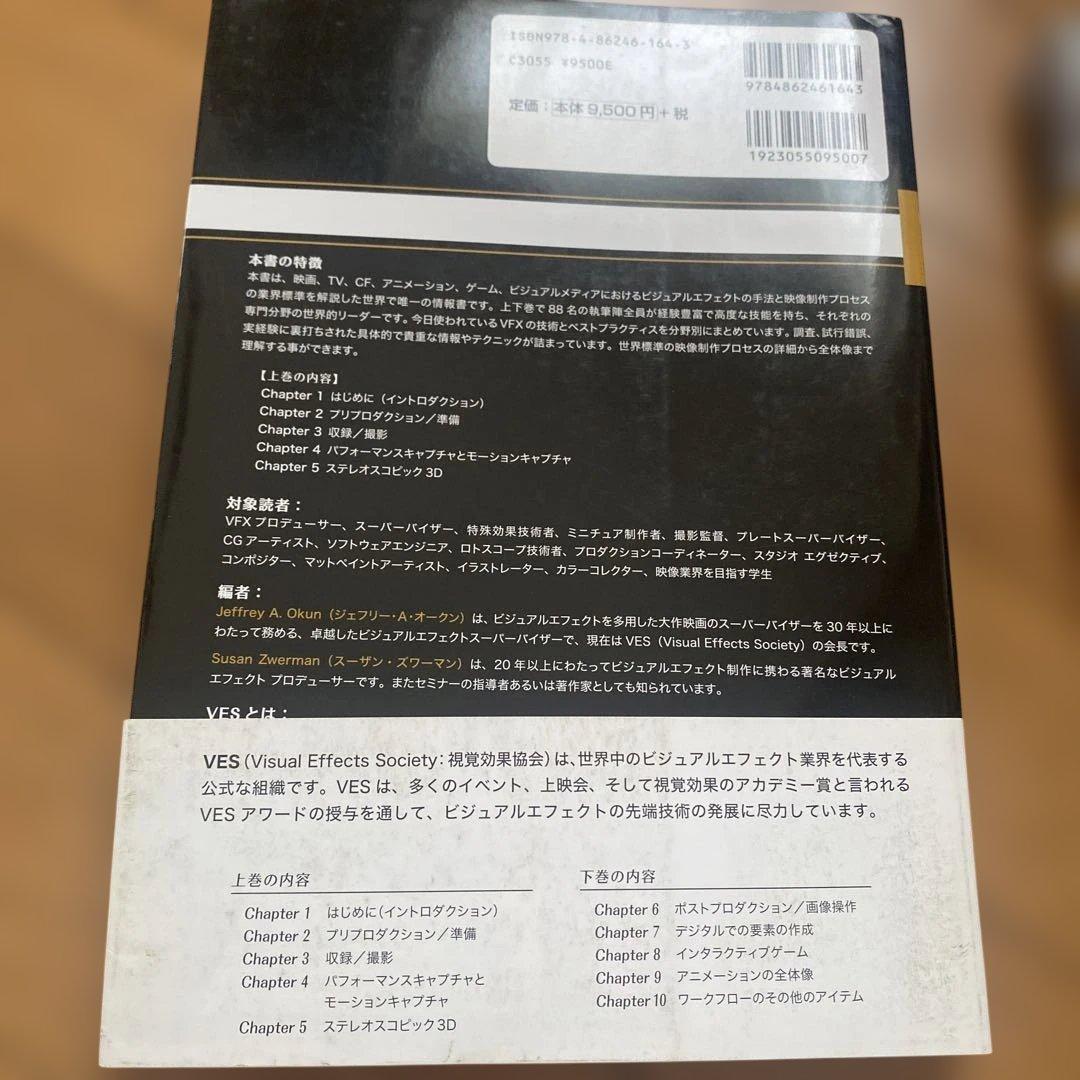 ISBN978-4-86246-164-3
C3055 ¥9500E
定価：本体9,500円+税
9784862461643
1923055095007
本書の特徴
本書は、映画、TV、CF、アニメーション、ゲーム、ビジュアルメディアにおけるビジュアルエフェクトの手法と映像制作プロセス
の業界標準を解説した世界で唯一の情報書です。上下巻で88名の執筆陣全員が経験豊富で高度な技能を持ち、それぞれの
専門分野の世界的リーダーです。今日使われているVFXの技術とベストプラクティスを分野別にまとめています。調査、試行錯誤、
実経験に裏打ちされた具体的で貴重な情報やテクニックが詰まっています。世界標準の映像制作プロセスの詳細から全体像まで
理解する事ができます。
【上巻の内容】
Chapter 1 はじめに（イントロダクション）
Chapter 2 プリプロダクション／準備
Chapter 3 収録／撮影
Chapter 4 パフォーマンスキャプチャとモーションキャプチャ
Chapter 5 ステレオスコピック3D
対象読者：
VFXプロデューサー、スーパーバイザー、特殊効果技術者、ミニチュア制作者、撮影監督、プレートスーパーバイザー、
CGアーティスト、ソフトウェアエンジニア、ロトスコープ技術者、プロダクションコーディネーター、スタジオ エグゼクティブ、
コンポジター、マットペイントアーティスト、イラストレーター、カラーコレクター、映像業界を目指す学生
編者：
Jeffrey A. Okun（ジェフリー・A・オークン）は、ビジュアルエフェクトを多用した大作映画のスーパーバイザーを30年以上に
わたって務める、卓越したビジュアルエフェクトスーパーバイザーで、現在はVES（Visual Effects Society）の会長です。
Susan Zwerman（スーザン・ズワーマン）は、20年以上にわたってビジュアルエフェクト制作に携わる著名なビジュアル
エフェクト プロデューサーです。またセミナーの指導者あるいは著作家としても知られています。
VESとは：
VES（Visual Effects Society：視覚効果協会）は、世界中のビジュアルエフェクト業界を代表する
公式な組織です。VESは、多くのイベント、上映会、そして視覚効果のアカデミー賞と言われる
VESアワードの授与を通して、ビジュアルエフェクトの先端技術の発展に尽力しています。
上巻の内容
Chapter 1 はじめに（イントロダクション）
Chapter 2 プリプロダクション／準備
Chapter 3 収録／撮影
Chapter 4 パフォーマンスキャプチャと
モーションキャプチャ
Chapter 5 ステレオスコピック3D
下巻の内容
Chapter 6 ポストプロダクション／画像操作
Chapter 7 デジタルでの要素の作成
Chapter 8 インタラクティブゲーム
Chapter 9 アニメーションの全体像
Chapter 10 ワークフローのその他のアイテム